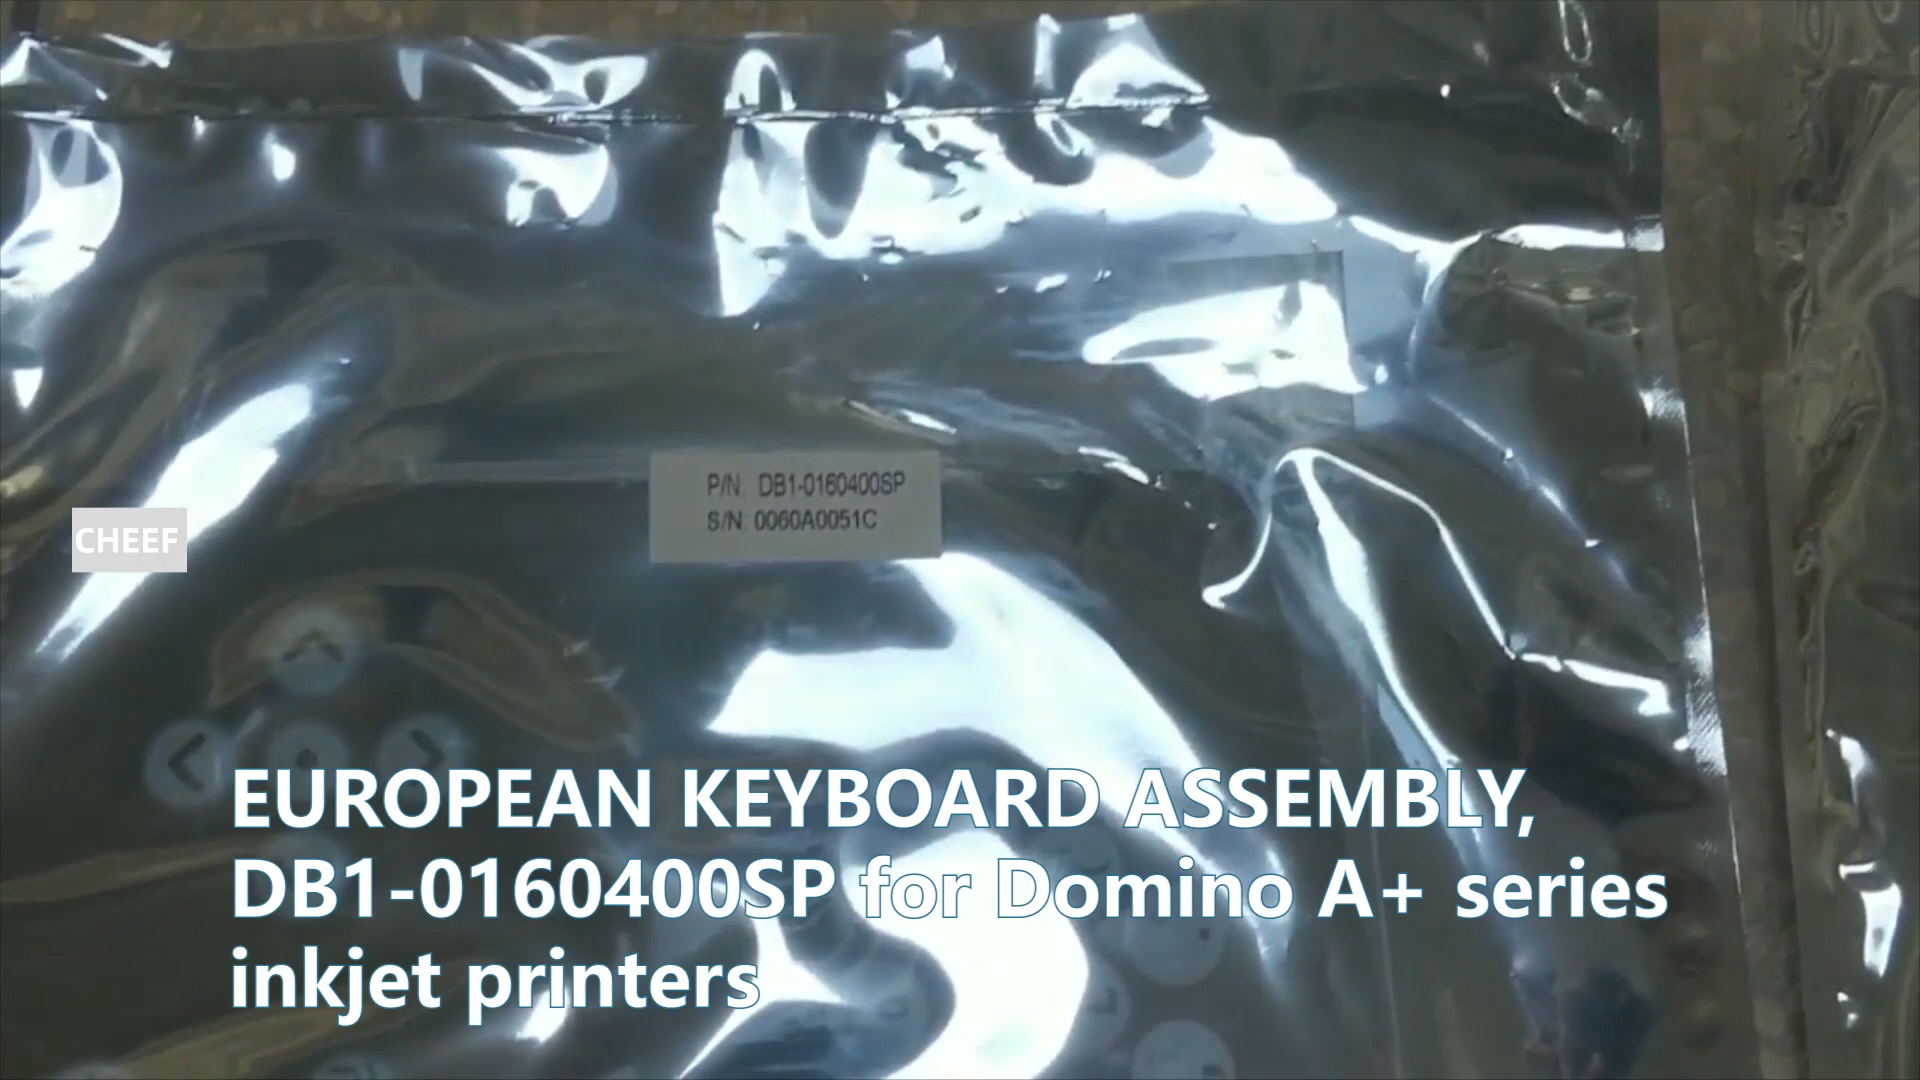 P/N: DB1-0160400SP
S/N: 0060A0051C
CHEEF
EUROPEAN KEYBOARD ASSEMBLY,
DB1-0160400SP for Domino A+ series
inkjet printers